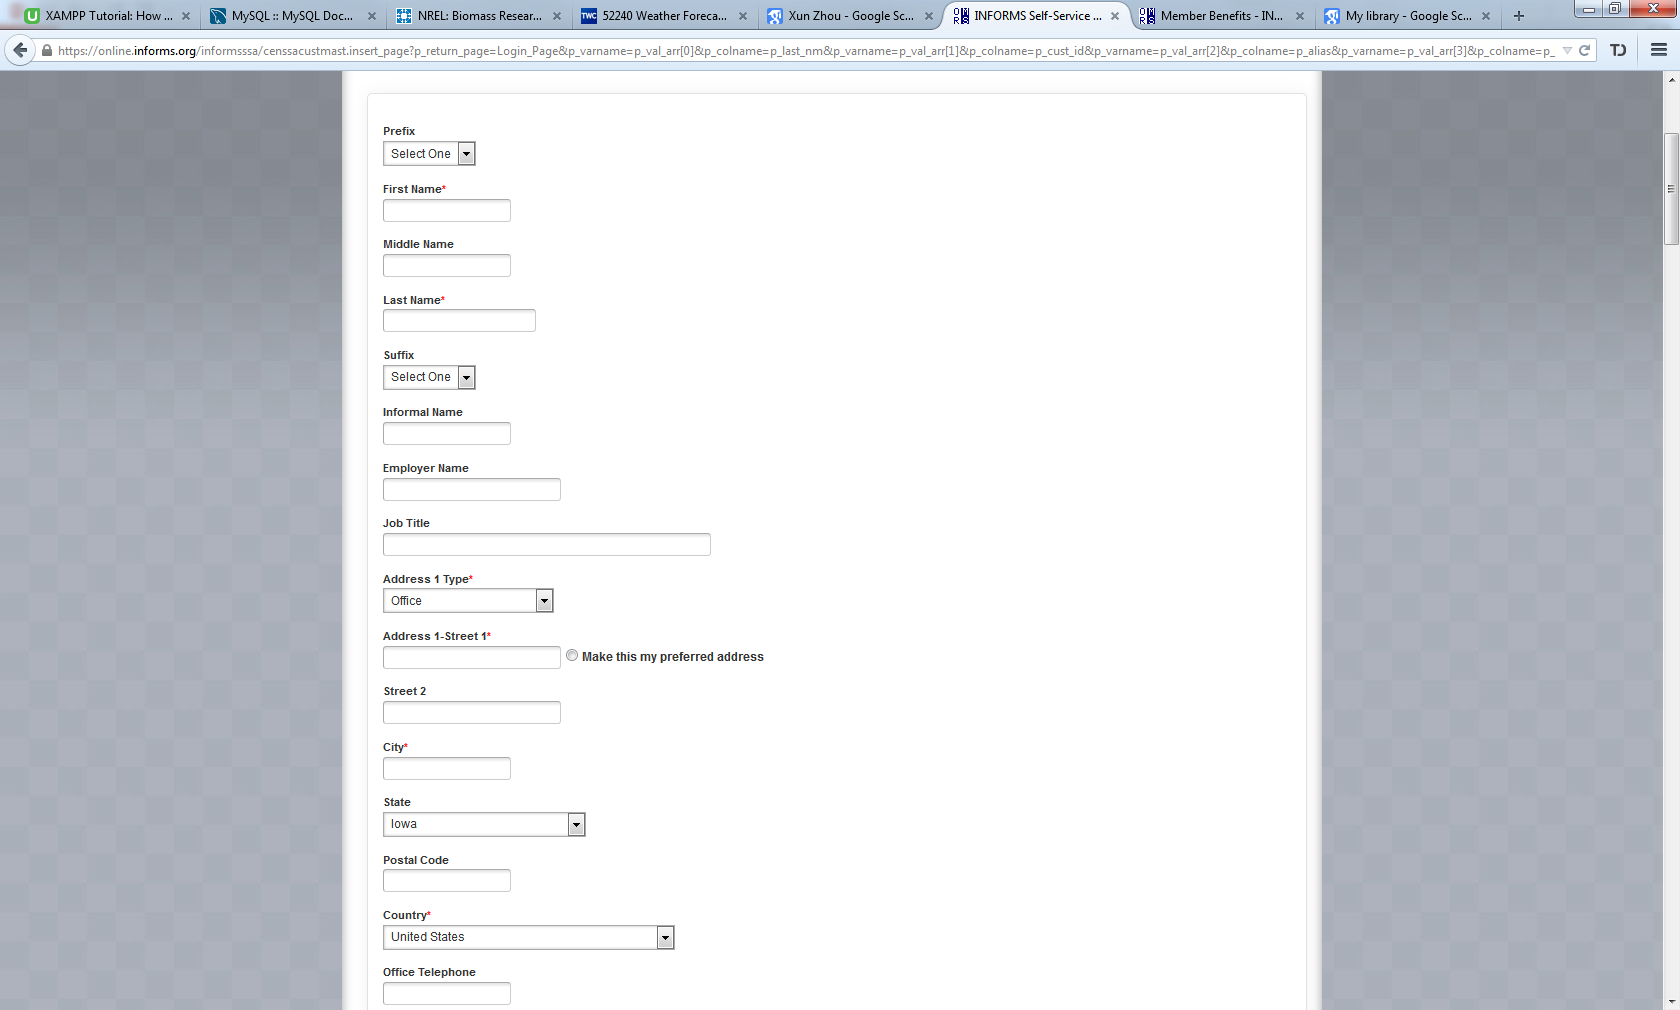 XAMPP Tutorial: How ...
MySQL :: MySQL Doc...
NREL: Biomass Resear...
TWC 52240 Weather Foreca...
Xun Zhou - Google Sc...
INFORMS Self-Service ...
Member Benefits - IN...
My library - Google Sc...
https://online.informs.org/informsssa/censsacustmast.insert_page?p_return_page=Login_Page&p_varname=p_val_arr[0]&p_colname=p_last_nm&p_varname=p_val_arr[1]&p_colname=p_cust_id&p_varname=p_val_arr[2]&p_colname=p_alias&p_varname=p_val_arr[3]&p_colname=p_
Prefix
Select One
First Name*
Middle Name
Last Name*
Suffix
Select One
Informal Name
Employer Name
Job Title
Address 1 Type*
Office
Address 1-Street 1*
Make this my preferred address
Street 2
City*
State
Iowa
Postal Code
Country*
United States
Office Telephone